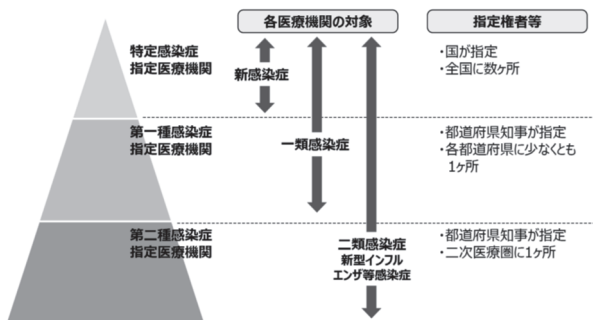 各医療機関の対象
指定権者等
特定感染症
指定医療機関
新感染症
・国が指定
・全国に数ヶ所
第一種感染症
指定医療機関
一類感染症
・都道府県知事が指定
・各都道府県に少なくとも
1ヶ所
第二種感染症
指定医療機関
二類感染症
新型インフル
エンザ等感染症
・都道府県知事が指定
・二次医療圏に1ヶ所